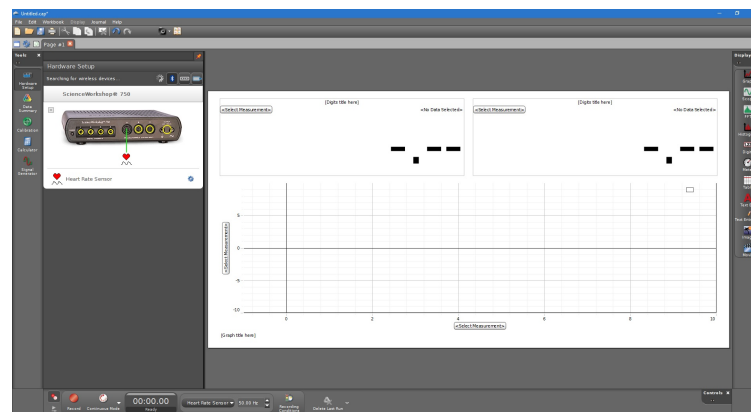 Untitled.cap*
File Edit Workbook Display Journal Help
Page #1
Tools
Hardware Setup
Displays
Hardware
Setup
Searching for wireless devices...
Data
Summary
ScienceWorkshop® 750
Calibration
Calculator
Signal
Generator
Heart Rate Sensor
[Digits title here]
[Digits title here]
<Select Measurement>
<No Data Selected>
<Select Measurement>
<No Data Selected>
5
0
-5
-10
<Select Measurement>
0 2 4 6 8 10
<Select Measurement>
[Graph title here]
Controls
Record
Continuous Mode
00:00.00
Ready
Heart Rate Sensor
50.00 Hz
Recording
Conditions
Delete Last Run